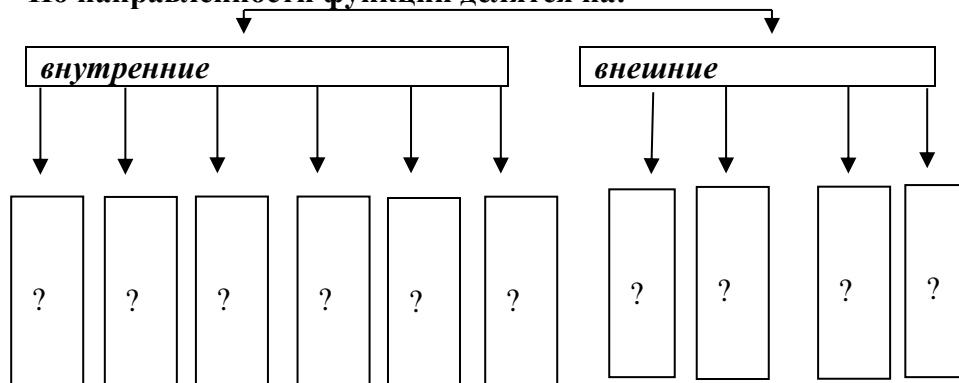 По направленности функции делятся на:
внутренние внешние
? ? ? ? ? ? ? ? ? ?